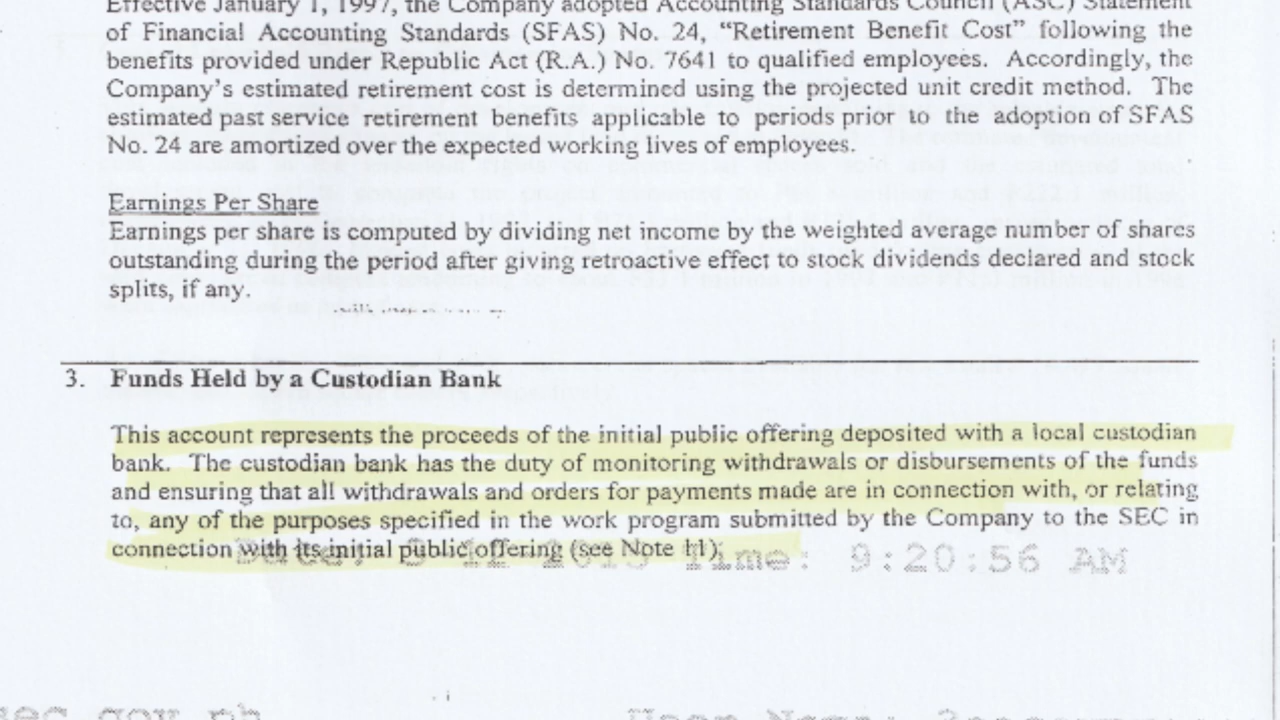 Effective January 1, 1997, the Company adopted Accounting Standards Council (ASC) Statement
of Financial Accounting Standards (SFAS) No. 24, “Retirement Benefit Cost” following the
benefits provided under Republic Act (R.A.) No. 7641 to qualified employees. Accordingly, the
Company’s estimated retirement cost is determined using the projected unit credit method. The
estimated past service retirement benefits applicable to periods prior to the adoption of SFAS
No. 24 are amortized over the expected working lives of employees.
Earnings Per Share
Earnings per share is computed by dividing net income by the weighted average number of shares
outstanding during the period after giving retroactive effect to stock dividends declared and stock
splits, if any.
3. Funds Held by a Custodian Bank
This account represents the proceeds of the initial public offering deposited with a local custodian
bank. The custodian bank has the duty of monitoring withdrawals or disbursements of the funds
and ensuring that all withdrawals and orders for payments made are in connection with, or relating
to, any of the purposes specified in the work program submitted by the Company to the SEC in
connection with its initial public offering (see Note 11).
Date: Time: 9:20:56 AM
sec.gov.ph User Name: